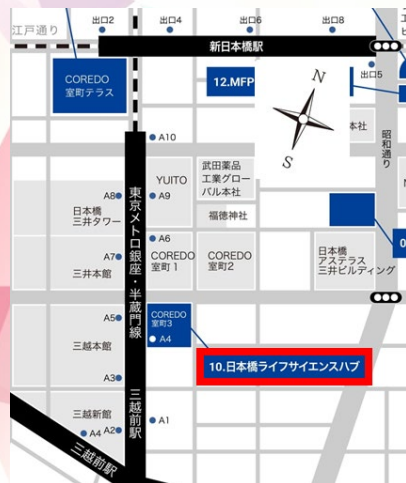 出口2
出口4
出口6
出口8
江戸通り
新日本橋駅
出口5
COREDO
室町テラス
12.MFP
N
S
本社
昭和通り
A10
YUITO
武田薬品
工業グロー
バル本社
A8
A9
日本橋
三井タワー
福徳神社
東京メトロ銀座・半蔵門線
三越前駅
A6
COREDO
室町1
COREDO
室町2
日本橋
アステラス
三井ビルディング
0
A7
三井本館
A5
COREDO
室町3
A4
三越本館
10.日本橋ライフサイエンスハブ
A3
三越新館
A4
A2
A1
三越前駅